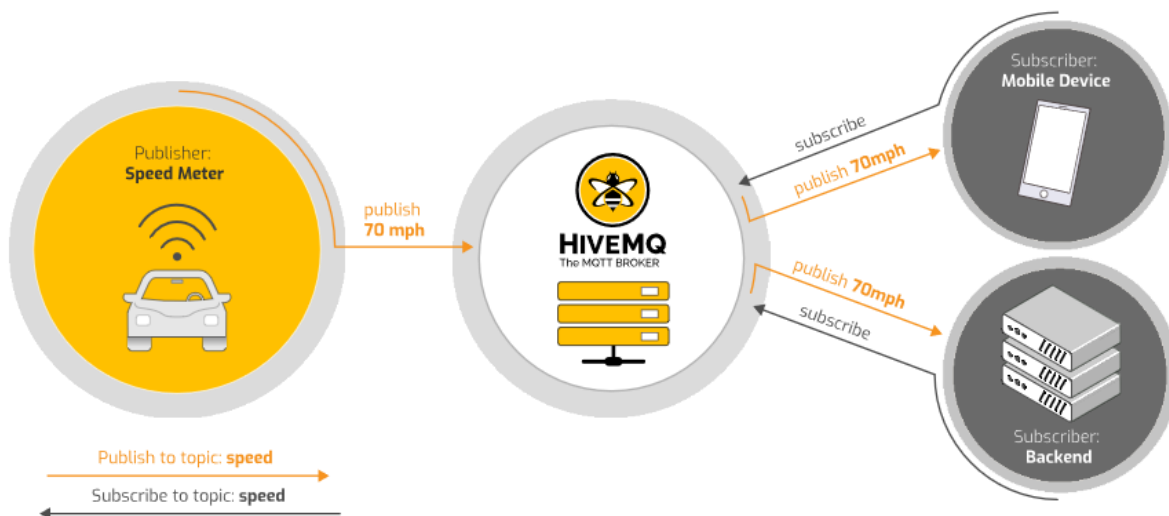 Publisher:
Speed Meter
publish
70 mph
HIVEMQ
The MQTT BROKER
subscribe
publish 70mph
publish 70mph
subscribe
Subscriber:
Mobile Device
Subscriber:
Backend
Publish to topic: speed
Subscribe to topic: speed